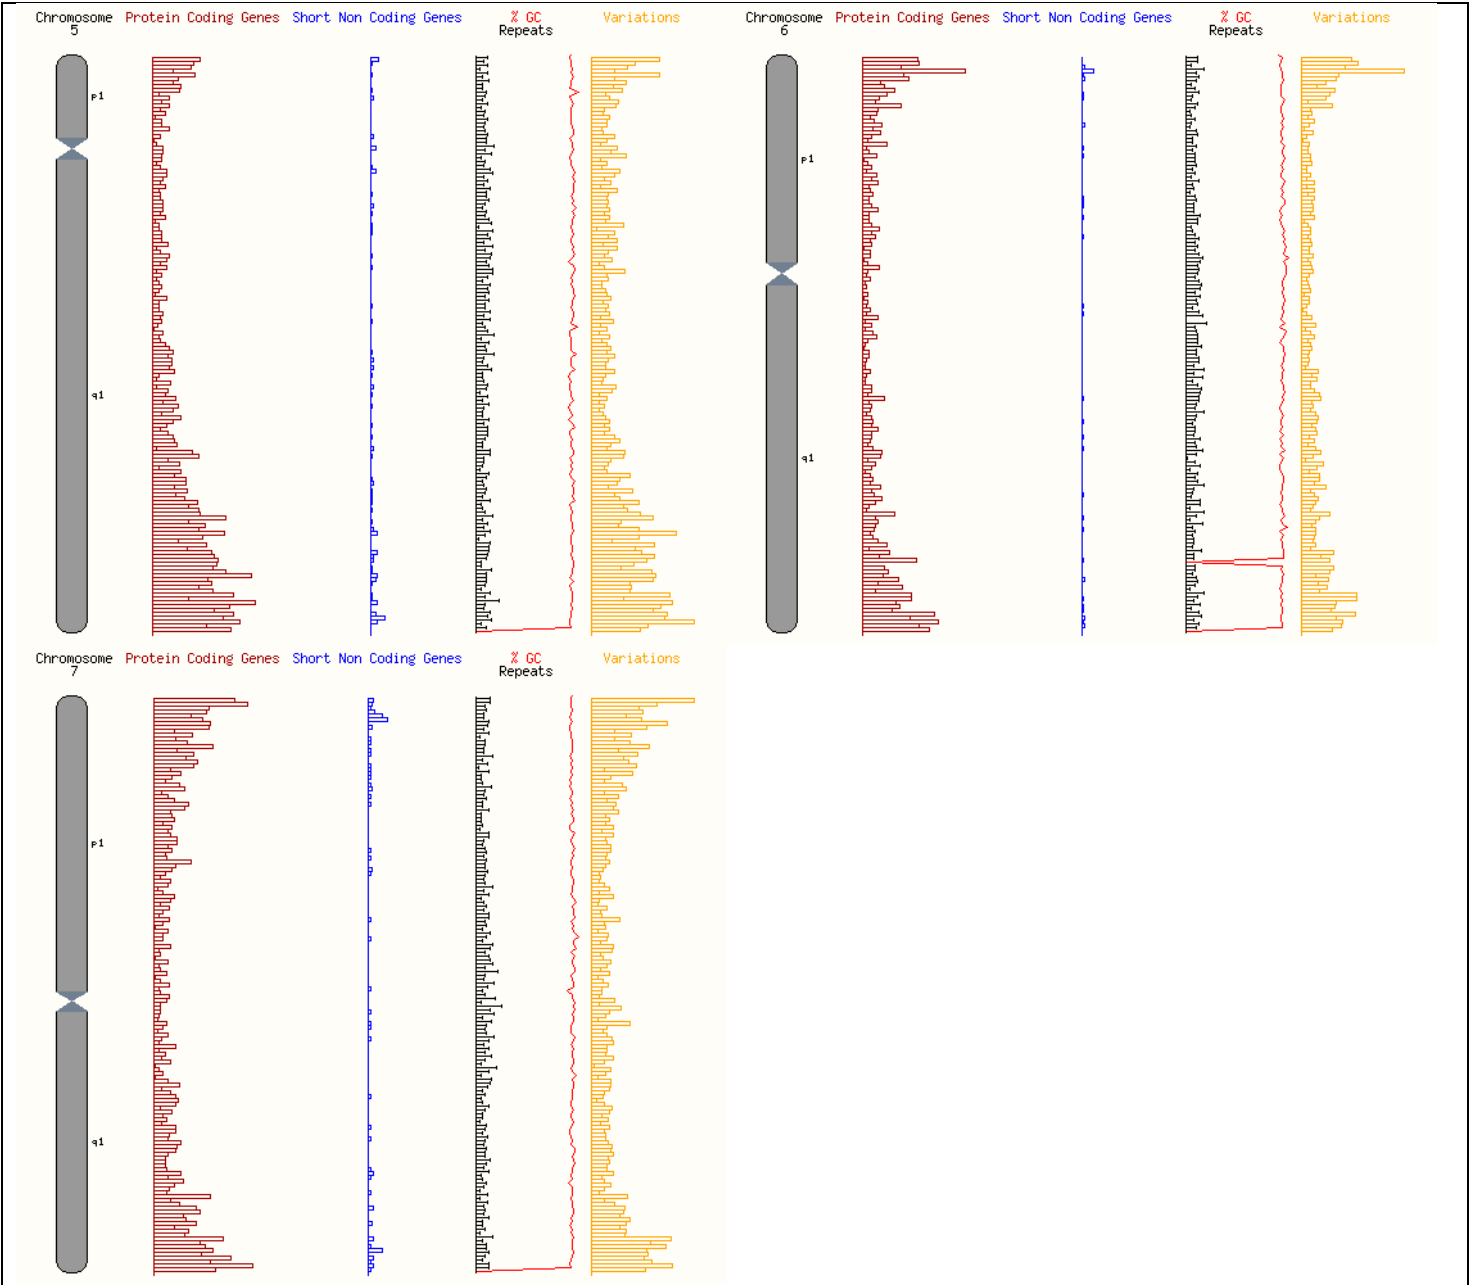 Chromosome Protein Coding Genes Short Non Coding Genes % GC Variations
5 Repeats
p1
q1
Chromosome Protein Coding Genes Short Non Coding Genes % GC Variations
6 Repeats
p1
q1
Chromosome Protein Coding Genes Short Non Coding Genes % GC Variations
7 Repeats
p1
q1